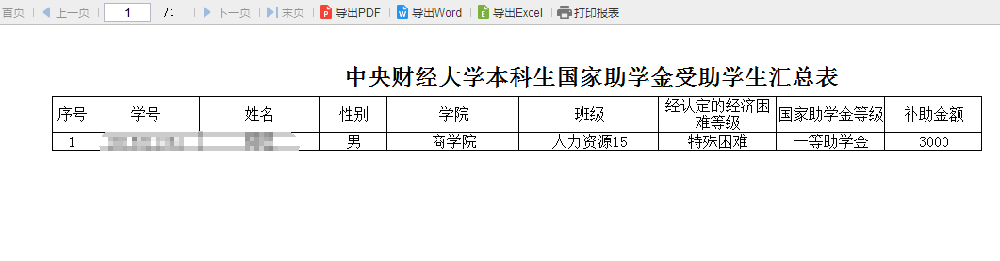 首页 上一页 1 /1 下一页 末页 导出PDF 导出Word 导出Excel 打印报表
中央财经大学本科生国家助学金受助学生汇总表
序号 学号 姓名 性别 学院 班级 经认定的经济困难等级 国家助学金等级 补助金额
1 男 商学院 人力资源15 特殊困难 一等助学金 3000